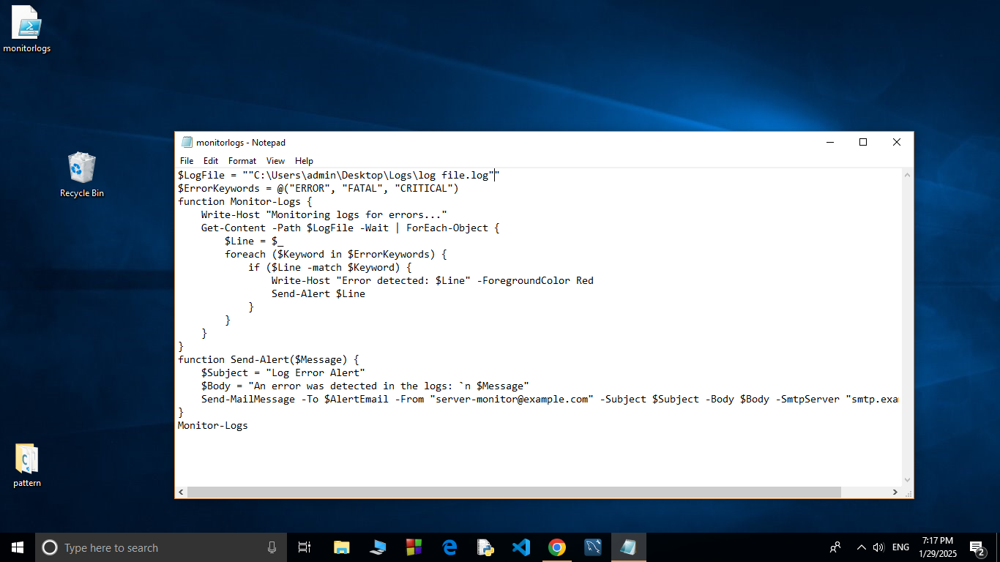 monitorlogs
Recycle Bin
pattern
monitorlogs - Notepad
File Edit Format View Help
$LogFile = ""C:\Users\admin\Desktop\Logs\log file.log""
$ErrorKeywords = @("ERROR", "FATAL", "CRITICAL")
function Monitor-Logs {
    Write-Host "Monitoring logs for errors..."
    Get-Content -Path $LogFile -Wait | ForEach-Object {
        $Line = $_
        foreach ($Keyword in $ErrorKeywords) {
            if ($Line -match $Keyword) {
                Write-Host "Error detected: $Line" -ForegroundColor Red
                Send-Alert $Line
            }
        }
    }
}
function Send-Alert($Message) {
    $Subject = "Log Error Alert"
    $Body = "An error was detected in the logs: `n $Message"
    Send-MailMessage -To $AlertEmail -From "server-monitor@example.com" -Subject $Subject -Body $Body -SmtpServer "smtp.exa
}
Monitor-Logs
Type here to search
ENG
7:17 PM
1/29/2025
2